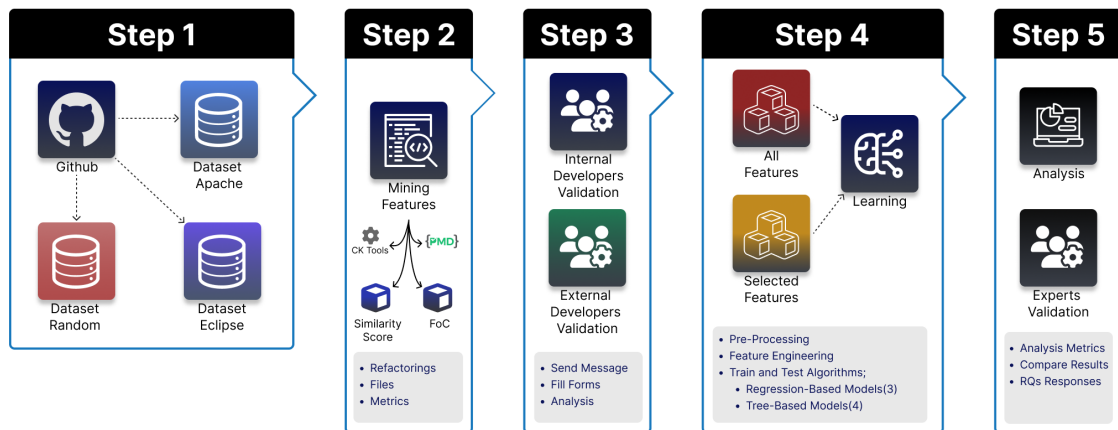 Step 1
Github
Dataset
Apache
Dataset
Random
Dataset
Eclipse
Step 2
Mining
Features
CK Tools
{PMD}
Similarity
Score
FoC
• Refactorings
• Files
• Metrics
Step 3
Internal
Developers
Validation
External
Developers
Validation
• Send Message
• Fill Forms
• Analysis
Step 4
All
Features
Learning
Selected
Features
• Pre-Processing
• Feature Engineering
• Train and Test Algorithms;
• Regression-Based Models(3)
• Tree-Based Models(4)
Step 5
Analysis
Experts
Validation
• Analysis Metrics
• Compare Results
• RQs Responses